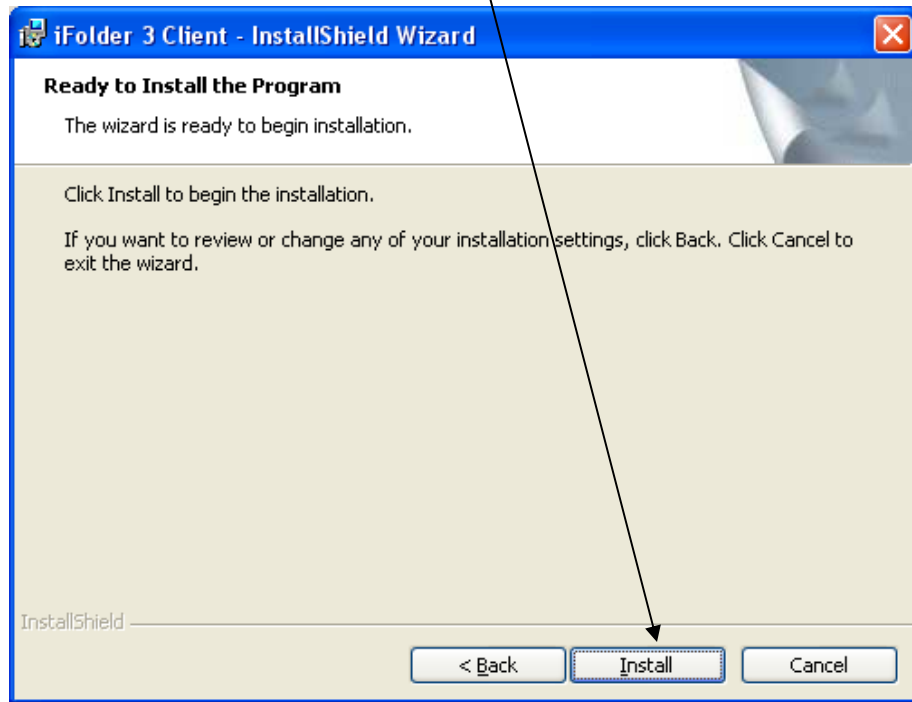 iFolder 3 Client - InstallShield Wizard
Ready to Install the Program
The wizard is ready to begin installation.
Click Install to begin the installation.
If you want to review or change any of your installation settings, click Back. Click Cancel to
exit the wizard.
InstallShield
< Back
Install
Cancel